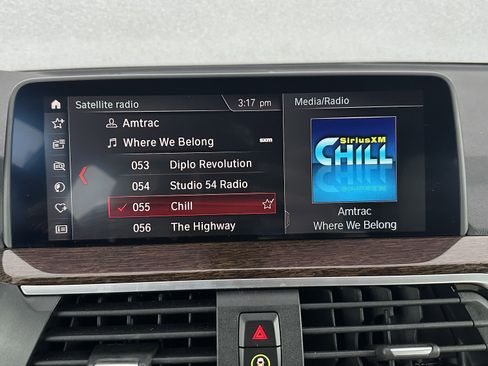 Satellite radio
3:17 pm
Media/Radio
Amtrac
Where We Belong
sxm
053 Diplo Revolution
054 Studio 54 Radio
055 Chill
056 The Highway
SiriusXM
CHILL
Amtrac
Where We Belong